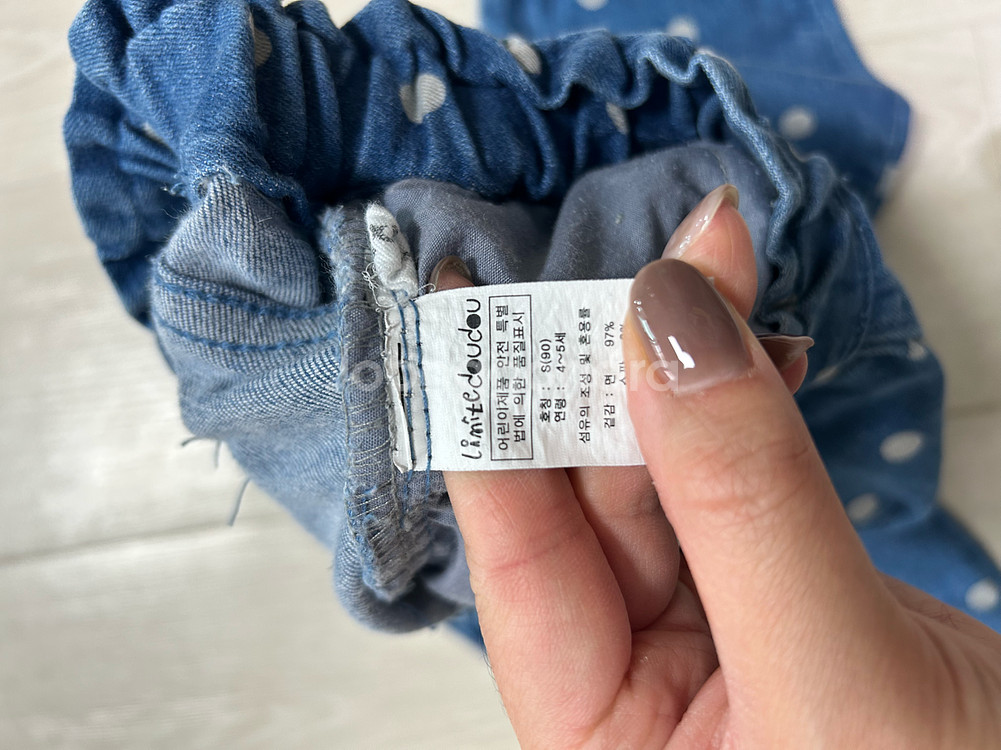 limitedoudou
어린이제품 안전 특별
법에 의한 품질표시
호칭 : S(90)
연령 : 4~5세
섬유의 조성 및 혼용률
겉감 : 면 97%